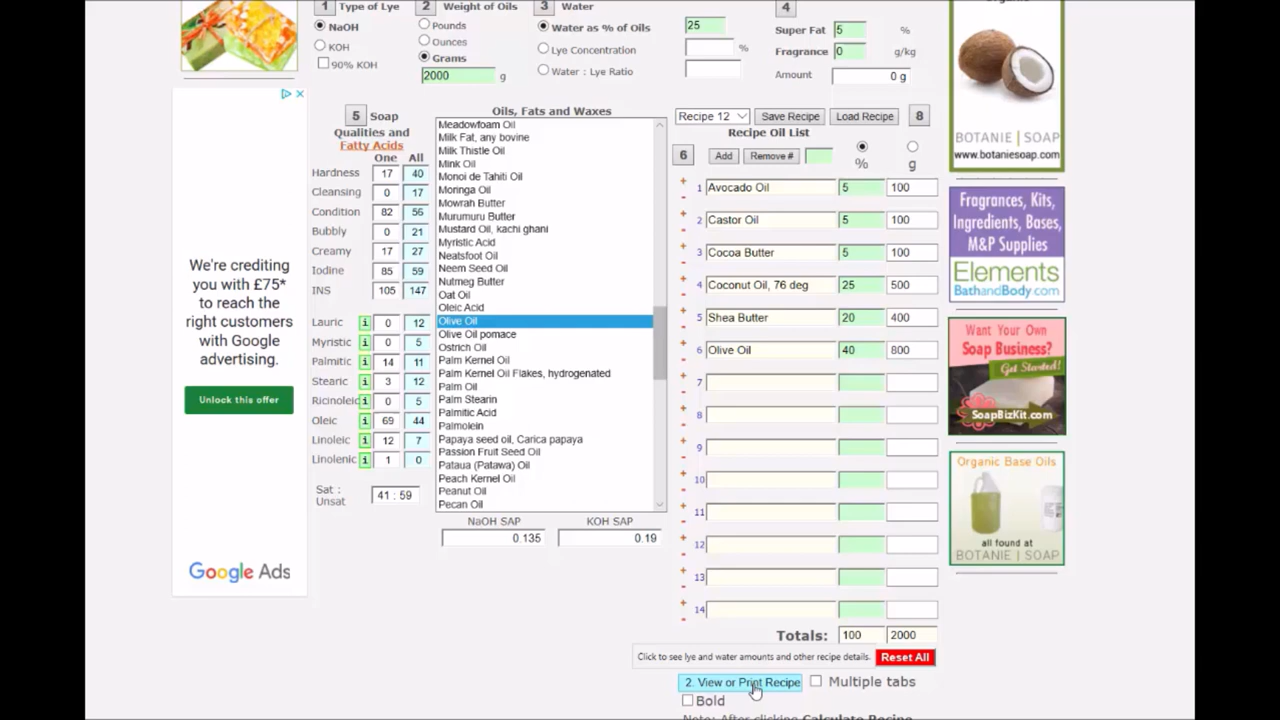 1 Type of Lye
NaOH
KOH
90% KOH
2 Weight of Oils
Pounds
Ounces
Grams
2000 g
3 Water
Water as % of Oils 25
Lye Concentration %
Water : Lye Ratio
4
Super Fat 5 %
Fragrance 0 g/kg
Amount 0 g
5 Soap
Qualities and
Fatty Acids
One All
Hardness 17 40
Cleansing 0 17
Condition 82 56
Bubbly 0 21
Creamy 17 27
Iodine 85 59
INS 105 147
Lauric i 0 12
Myristic i 0 5
Palmitic i 14 11
Stearic i 3 12
Ricinoleic i 0 5
Oleic i 69 44
Linoleic i 12 7
Linolenic i 1 0
Sat :
Unsat
41 : 59
Oils, Fats and Waxes
Meadowfoam Oil
Milk Fat, any bovine
Milk Thistle Oil
Mink Oil
Monoi de Tahiti Oil
Moringa Oil
Mowrah Butter
Murumuru Butter
Mustard Oil, kachi ghani
Myristic Acid
Neatsfoot Oil
Neem Seed Oil
Nutmeg Butter
Oat Oil
Oleic Acid
Olive Oil
Olive Oil pomace
Ostrich Oil
Palm Kernel Oil
Palm Kernel Oil Flakes, hydrogenated
Palm Oil
Palm Stearin
Palmitic Acid
Palmolein
Papaya seed oil, Carica papaya
Passion Fruit Seed Oil
Pataua (Patawa) Oil
Peach Kernel Oil
Peanut Oil
Pecan Oil
NaOH SAP KOH SAP
0.135 0.19
Recipe 12 Save Recipe Load Recipe 8
Recipe Oil List
6 Add Remove # % g
+ - 1 Avocado Oil 5 100
+ - 2 Castor Oil 5 100
+ - 3 Cocoa Butter 5 100
+ - 4 Coconut Oil, 76 deg 25 500
+ - 5 Shea Butter 20 400
+ - 6 Olive Oil 40 800
+ - 7
+ - 8
+ - 9
+ - 10
+ - 11
+ - 12
+ - 13
+ - 14
Totals: 100 2000
Click to see lye and water amounts and other recipe details.
Reset All
2. View or Print Recipe
Multiple tabs
Bold
Note: After clicking Calculate Recipe
We're crediting
you with £75*
to reach the
right customers
with Google
advertising.
Unlock this offer
Google Ads
BOTANIE | SOAP
www.botaniesoap.com
Fragrances, Kits,
Ingredients, Bases,
M&P Supplies
Elements
BathandBody.com
Want Your Own
Soap Business?
Get Started!
SoapBizKit.com
Organic Base Oils
all found at
BOTANIE | SOAP